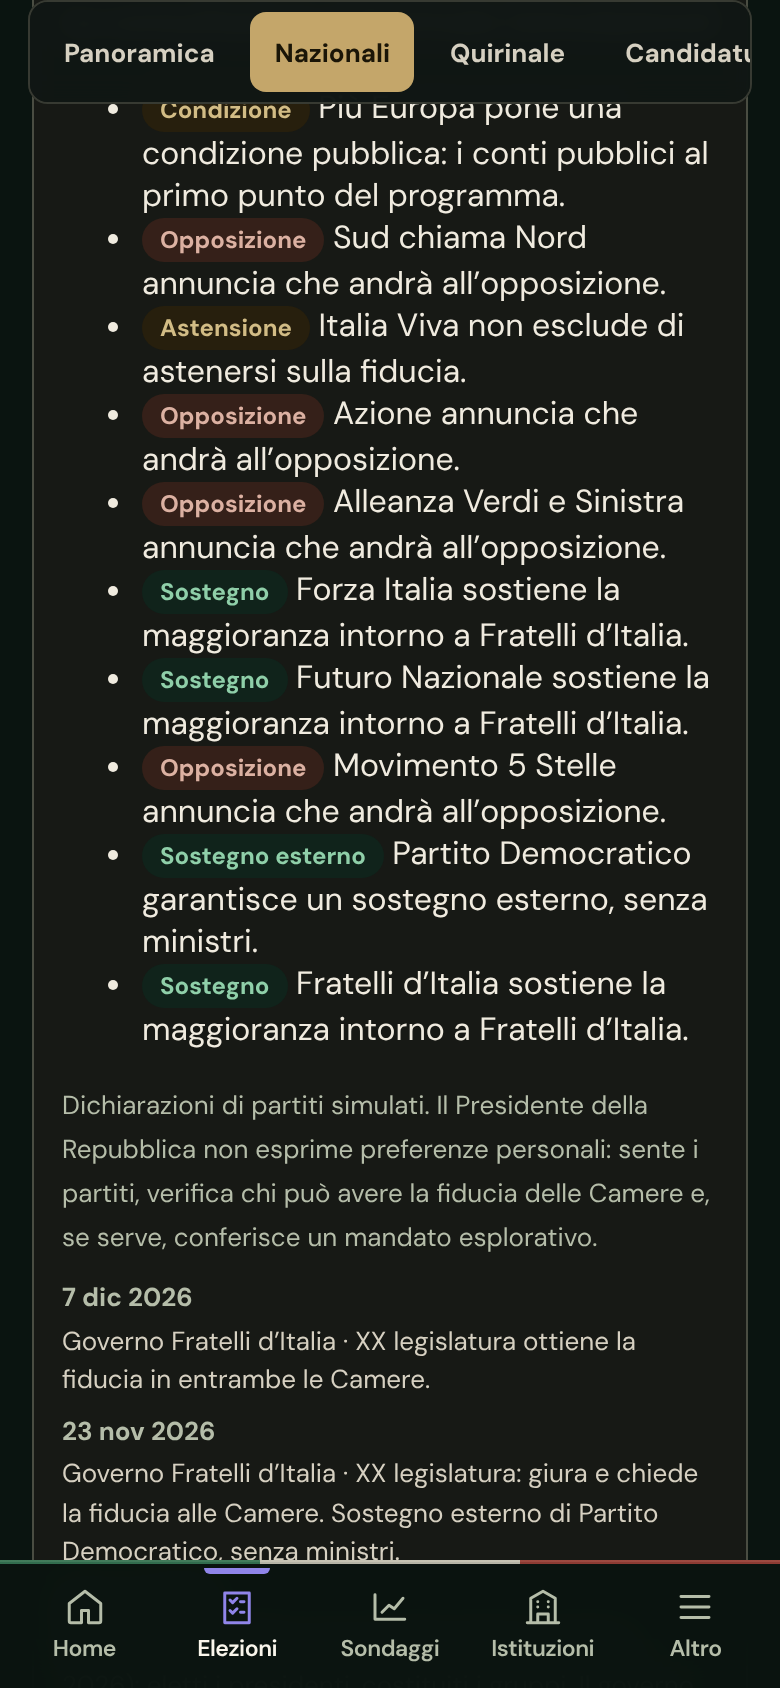 Panoramica
Nazionali
Quirinale
Candidatu
Condizione Più Europa pone una
condizione pubblica: i conti pubblici al
primo punto del programma.
Opposizione Sud chiama Nord
annuncia che andrà all’opposizione.
Astensione Italia Viva non esclude di
astenersi sulla fiducia.
Opposizione Azione annuncia che
andrà all’opposizione.
Opposizione Alleanza Verdi e Sinistra
annuncia che andrà all’opposizione.
Sostegno Forza Italia sostiene la
maggioranza intorno a Fratelli d’Italia.
Sostegno Futuro Nazionale sostiene la
maggioranza intorno a Fratelli d’Italia.
Opposizione Movimento 5 Stelle
annuncia che andrà all’opposizione.
Sostegno esterno Partito Democratico
garantisce un sostegno esterno, senza
ministri.
Sostegno Fratelli d’Italia sostiene la
maggioranza intorno a Fratelli d’Italia.
Dichiarazioni di partiti simulati. Il Presidente della
Repubblica non esprime preferenze personali: sente i
partiti, verifica chi può avere la fiducia delle Camere e,
se serve, conferisce un mandato esplorativo.
7 dic 2026
Governo Fratelli d’Italia · XX legislatura ottiene la
fiducia in entrambe le Camere.
23 nov 2026
Governo Fratelli d’Italia · XX legislatura: giura e chiede
la fiducia alle Camere. Sostegno esterno di Partito
Democratico, senza ministri.
Home
Elezioni
Sondaggi
Istituzioni
Altro